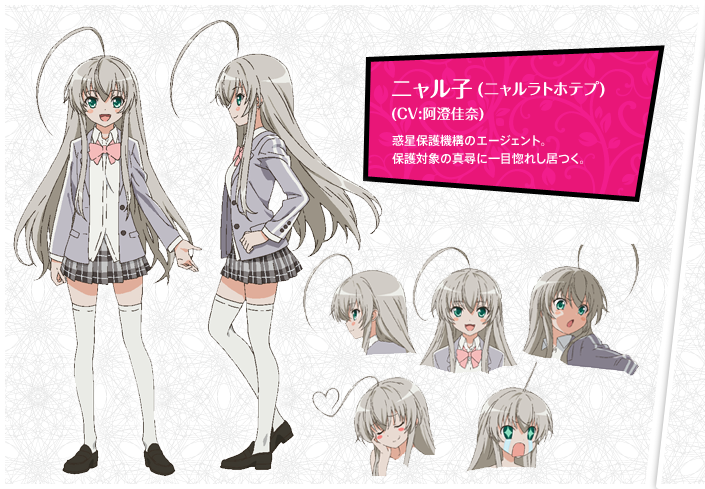 ニャル子 (ニャルラトホテプ)
(CV:阿澄佳奈)
惑星保護機構のエージェント。
保護対象の真尋に一目惚れし居つく。